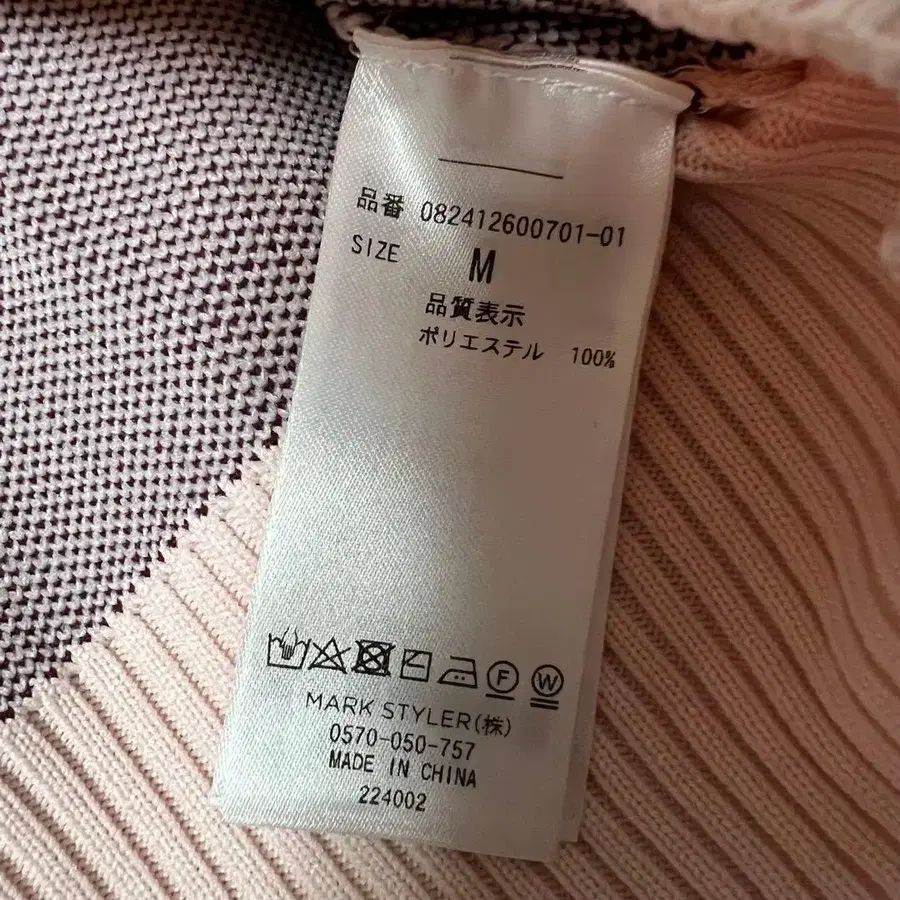 品番 082412600701-01
SIZE M
品質表示
ポリエステル 100%
F W
MARK STYLER(株)
0570-050-757
MADE IN CHINA
224002